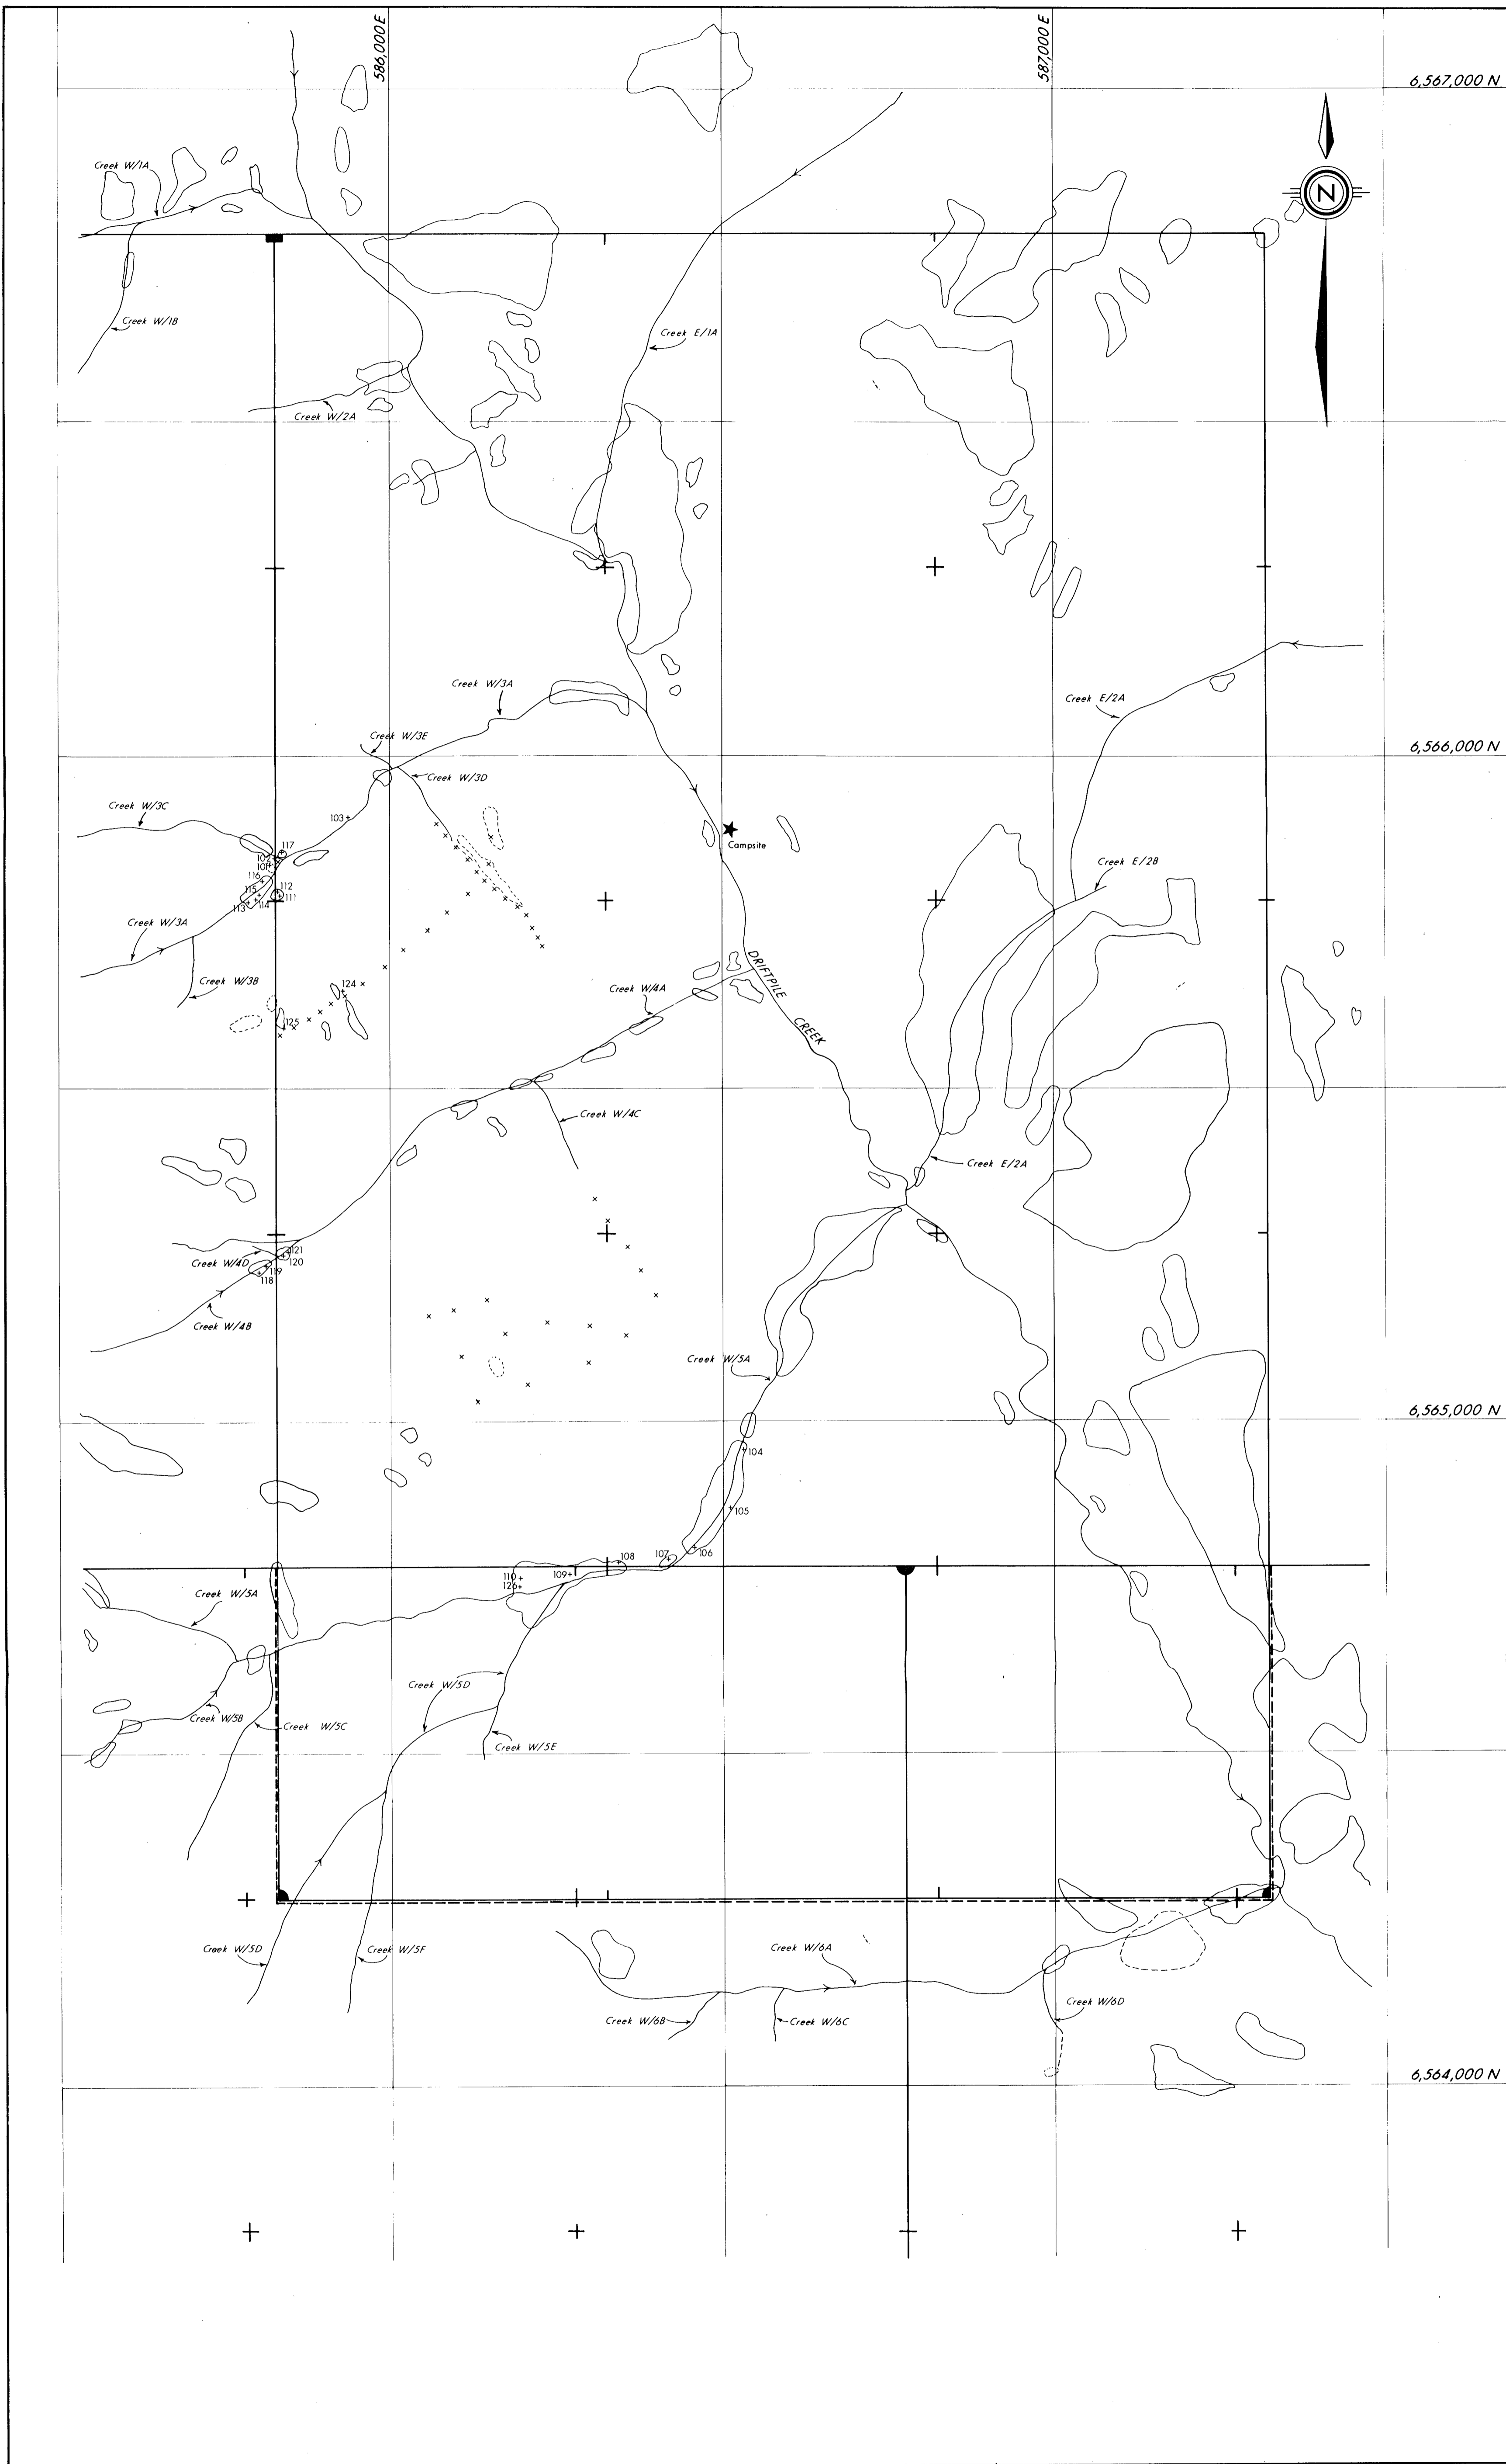 586,000 E
587,000 E
6,567,000 N
Creek W/1A
N
Creek W/1B
Creek E/1A
Creek W/2A
Creek W/3A
Creek E/2A
Creek W/3E
6,566,000 N
Creek W/3D
Creek W/3C
103
Campsite
117
102
101
Creek E/2B
116
112
115
111
114
113
Creek W/3A
DRIFTPILE CREEK
Creek W/3B
124
Creek W/4A
125
Creek W/4C
Creek E/2A
121
120
Creek W/4D
119
118
Creek W/4B
Creek W/5A
6,565,000 N
104
105
106
107
108
109
110
126
Creek W/5A
Creek W/5D
Creek W/5B
Creek W/5C
Creek W/5E
Creek W/5D
Creek W/5F
Creek W/6A
Creek W/6D
Creek W/6B
Creek W/6C
6,564,000 N